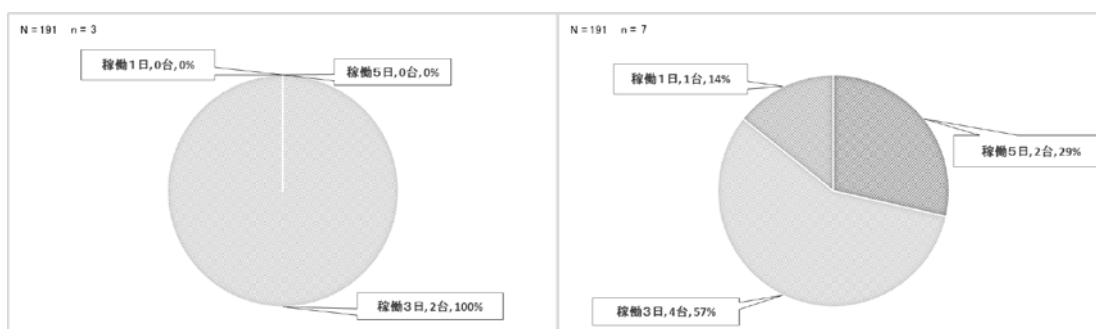 N = 191 n = 3
稼働1日,0台,0%
稼働5日,0台,0%
稼働3日,2台,100%
N = 191 n = 7
稼働1日,1台,14%
稼働5日,2台,29%
稼働3日,4台,57%